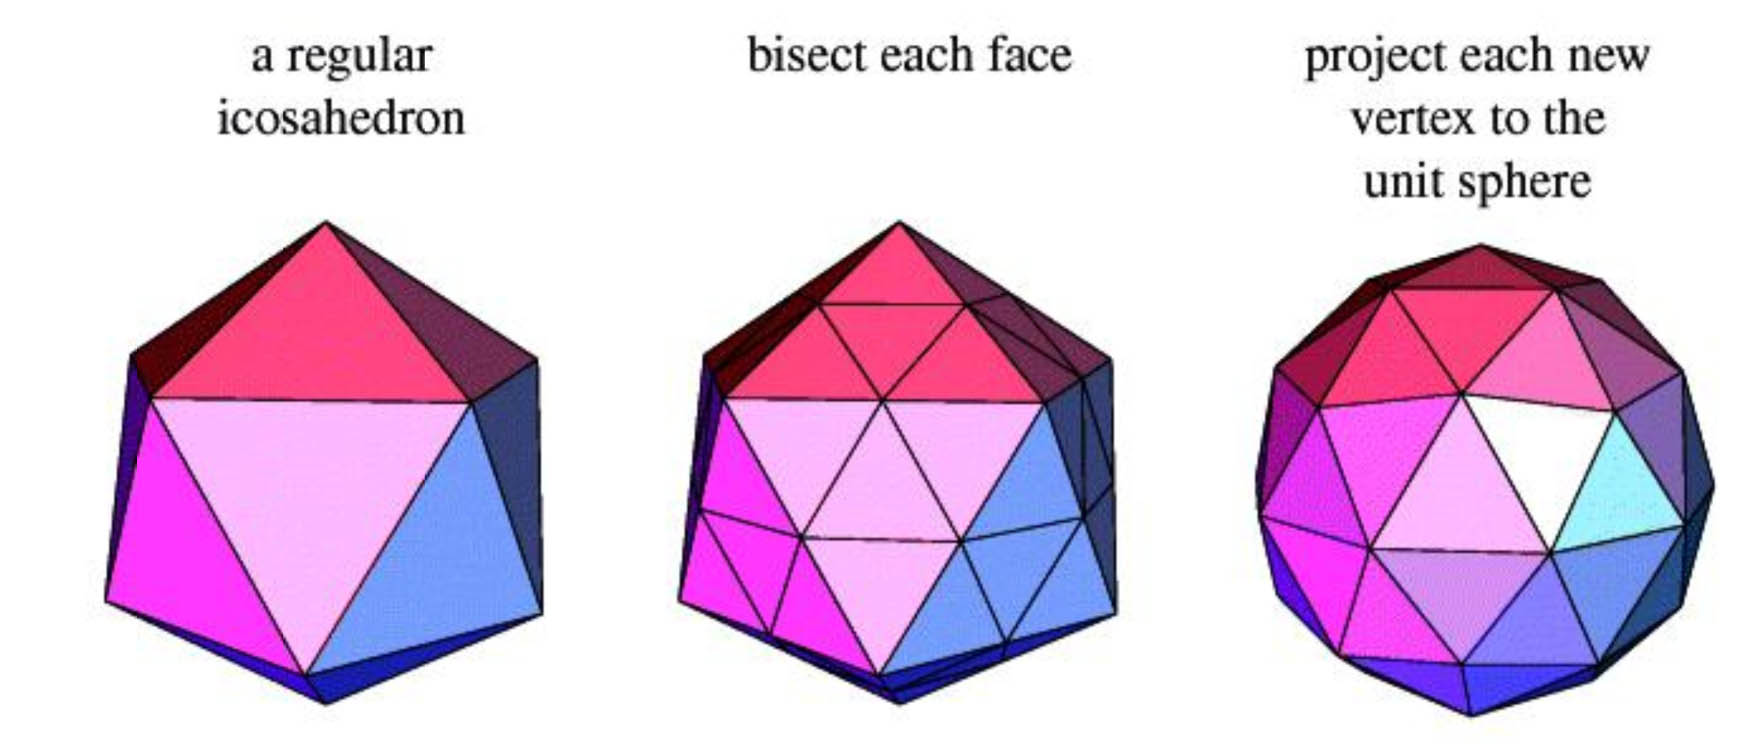 a regular
icosahedron
bisect each face
project each new
vertex to the
unit sphere